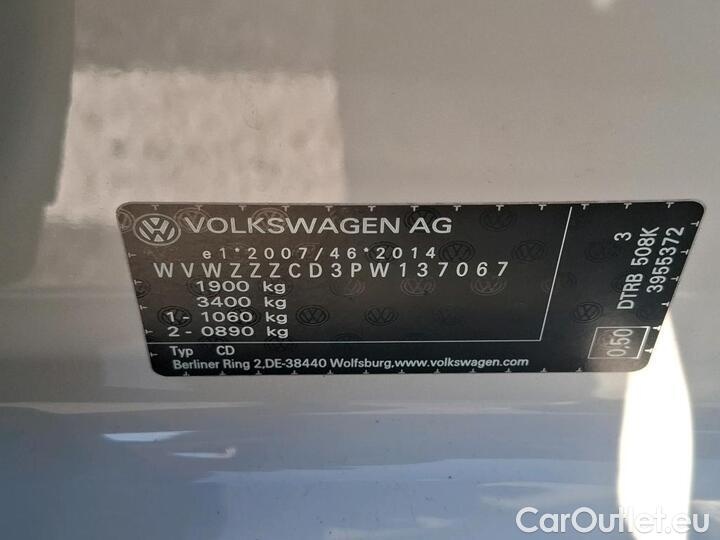 VOLKSWAGEN AG
e1*2007/46*2014
WVWZZZCD3PW137067
1900 kg
3400 kg
1- 1060 kg
2- 0890 kg
Typ CD
Berliner Ring 2,DE-38440 Wolfsburg,www.volkswagen.com
3
DTRB 508K
3955372
0,50
CarOutlet.eu